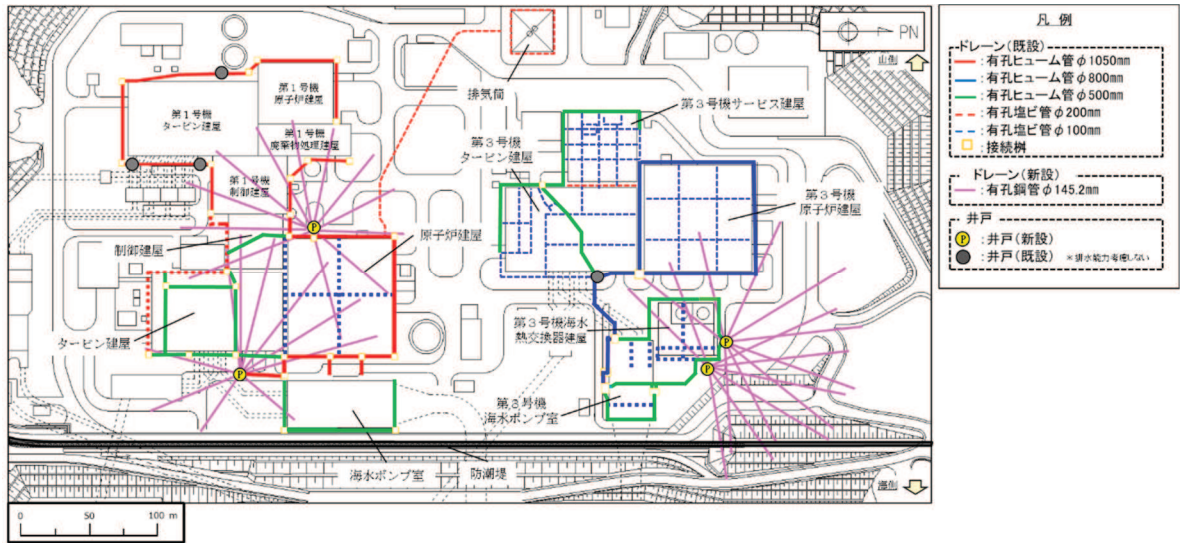 PN
山側
排気筒
第3号機サービス建屋
第1号機
原子炉建屋
第1号機
タービン建屋
第1号機
廃棄物処理建屋
第3号機
タービン建屋
第1号機
制御建屋
第3号機
原子炉建屋
P
制御建屋
原子炉建屋
タービン建屋
第3号機海水
熱交換器建屋
P
P
P
第3号機
海水ポンプ室
海水ポンプ室
防潮堤
海側
0 50 100 m
凡 例
ドレーン(既設)
:有孔ヒューム管φ1050mm
:有孔ヒューム管φ800mm
:有孔ヒューム管φ500mm
:有孔塩ビ管φ200mm
:有孔塩ビ管φ100mm
:接続桝
ドレーン(新設)
:有孔鋼管φ145.2mm
井戸
P :井戸(新設)
:井戸(既設) *排水能力考慮しない